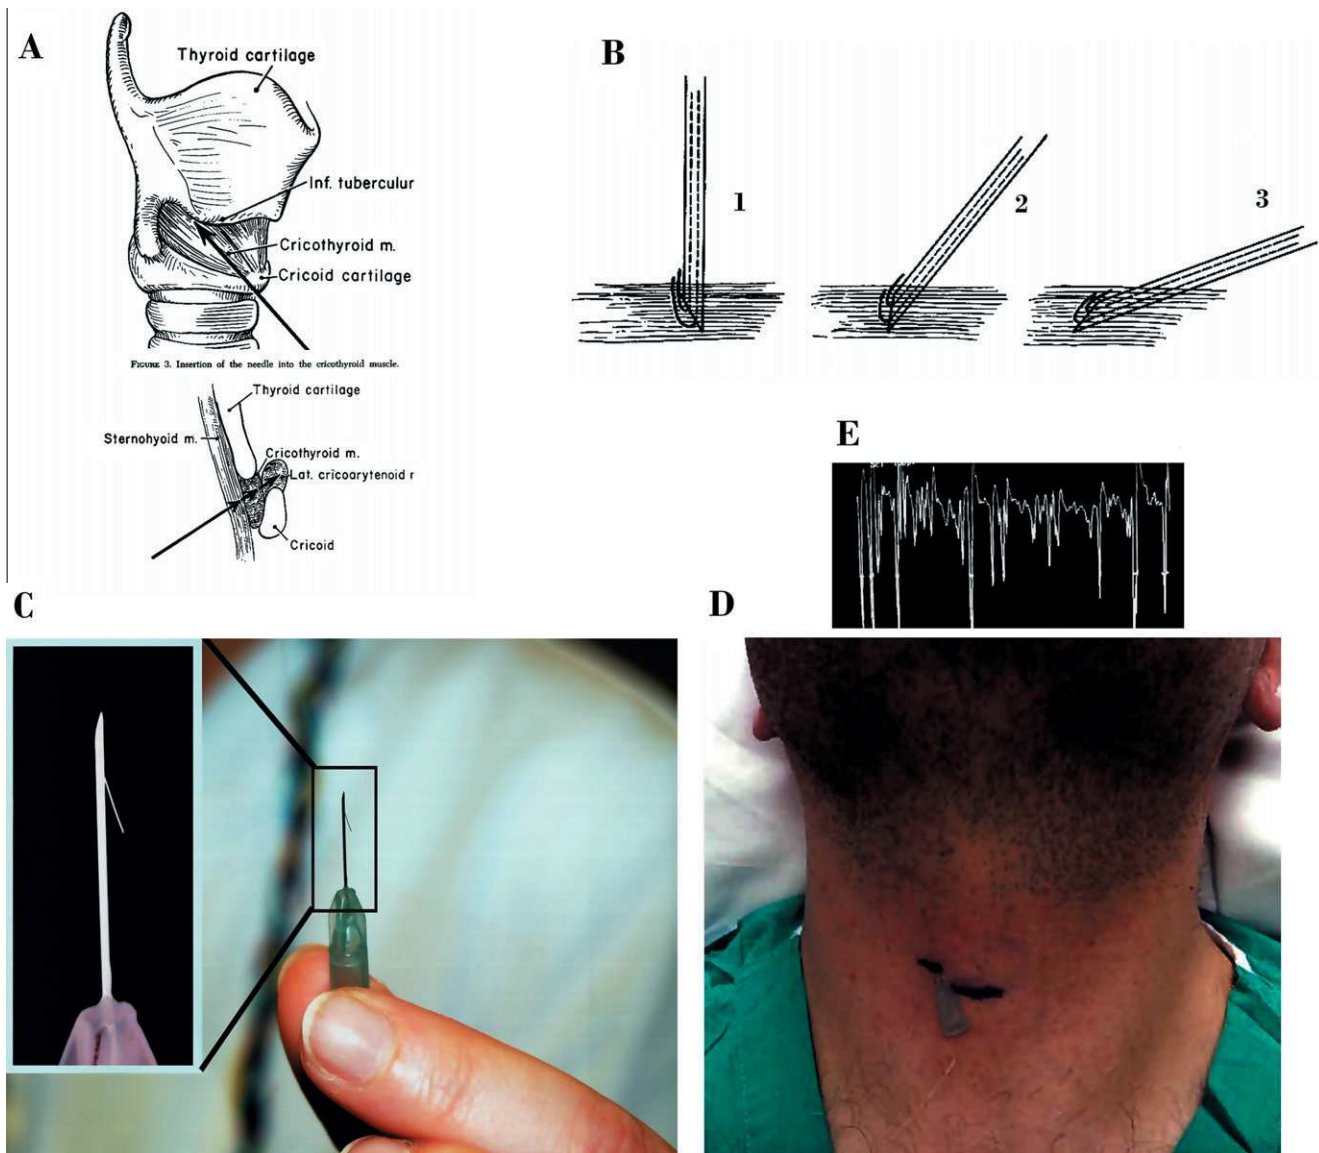 A
Thyroid cartilage
Inf. tubercular
Cricothyroid m.
Cricoid cartilage
FIGURE 3. Insertion of the needle into the cricothyroid muscle.
Thyroid cartilage
Sternohyoid m.
Cricothyroid m.
Lat. cricoarytenoid r
Cricoid
B
1
2
3
E
C
D